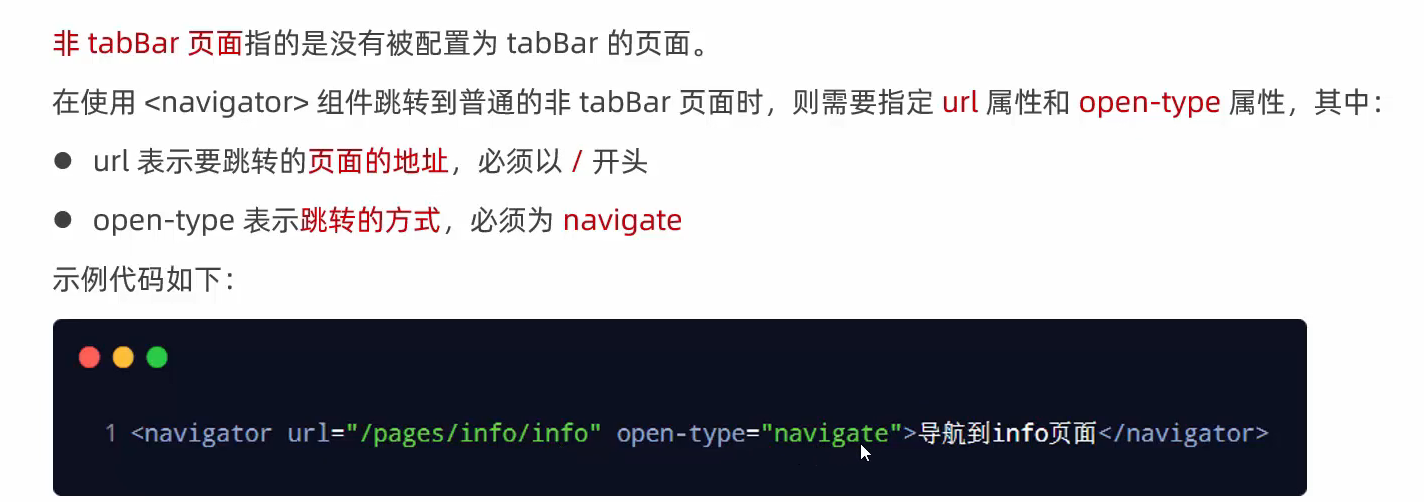 非 tabBar 页面指的是没有被配置为 tabBar 的页面。
在使用 <navigator> 组件跳转到普通的非 tabBar 页面时，则需要指定 url 属性和 open-type 属性，其中：
● url 表示要跳转的页面的地址，必须以 / 开头
● open-type 表示跳转的方式，必须为 navigate
示例代码如下：
1 <navigator url="/pages/info/info" open-type="navigate">导航到info页面</navigator>